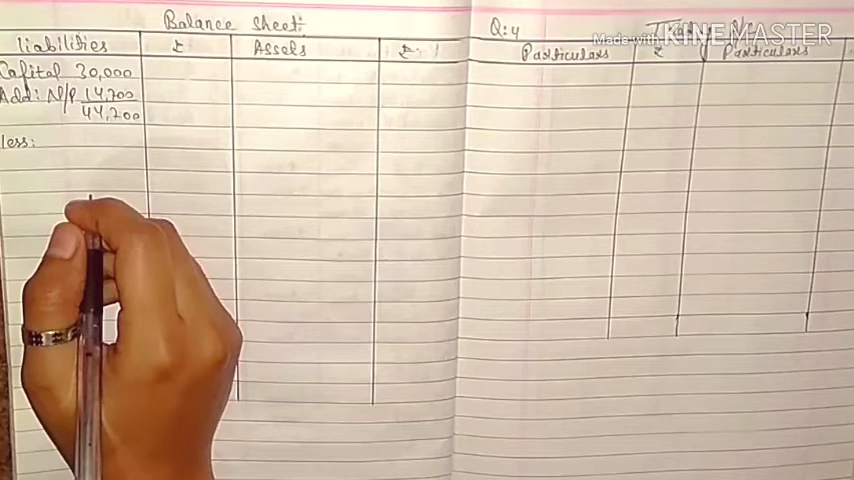 Balance Sheet:
Liabilities ₹ Assets ₹
Capital 30,000
Add: N/P 14,700
44,700
less:
Q:4
Particulars ₹ Particulars
Made with KINEMASTER